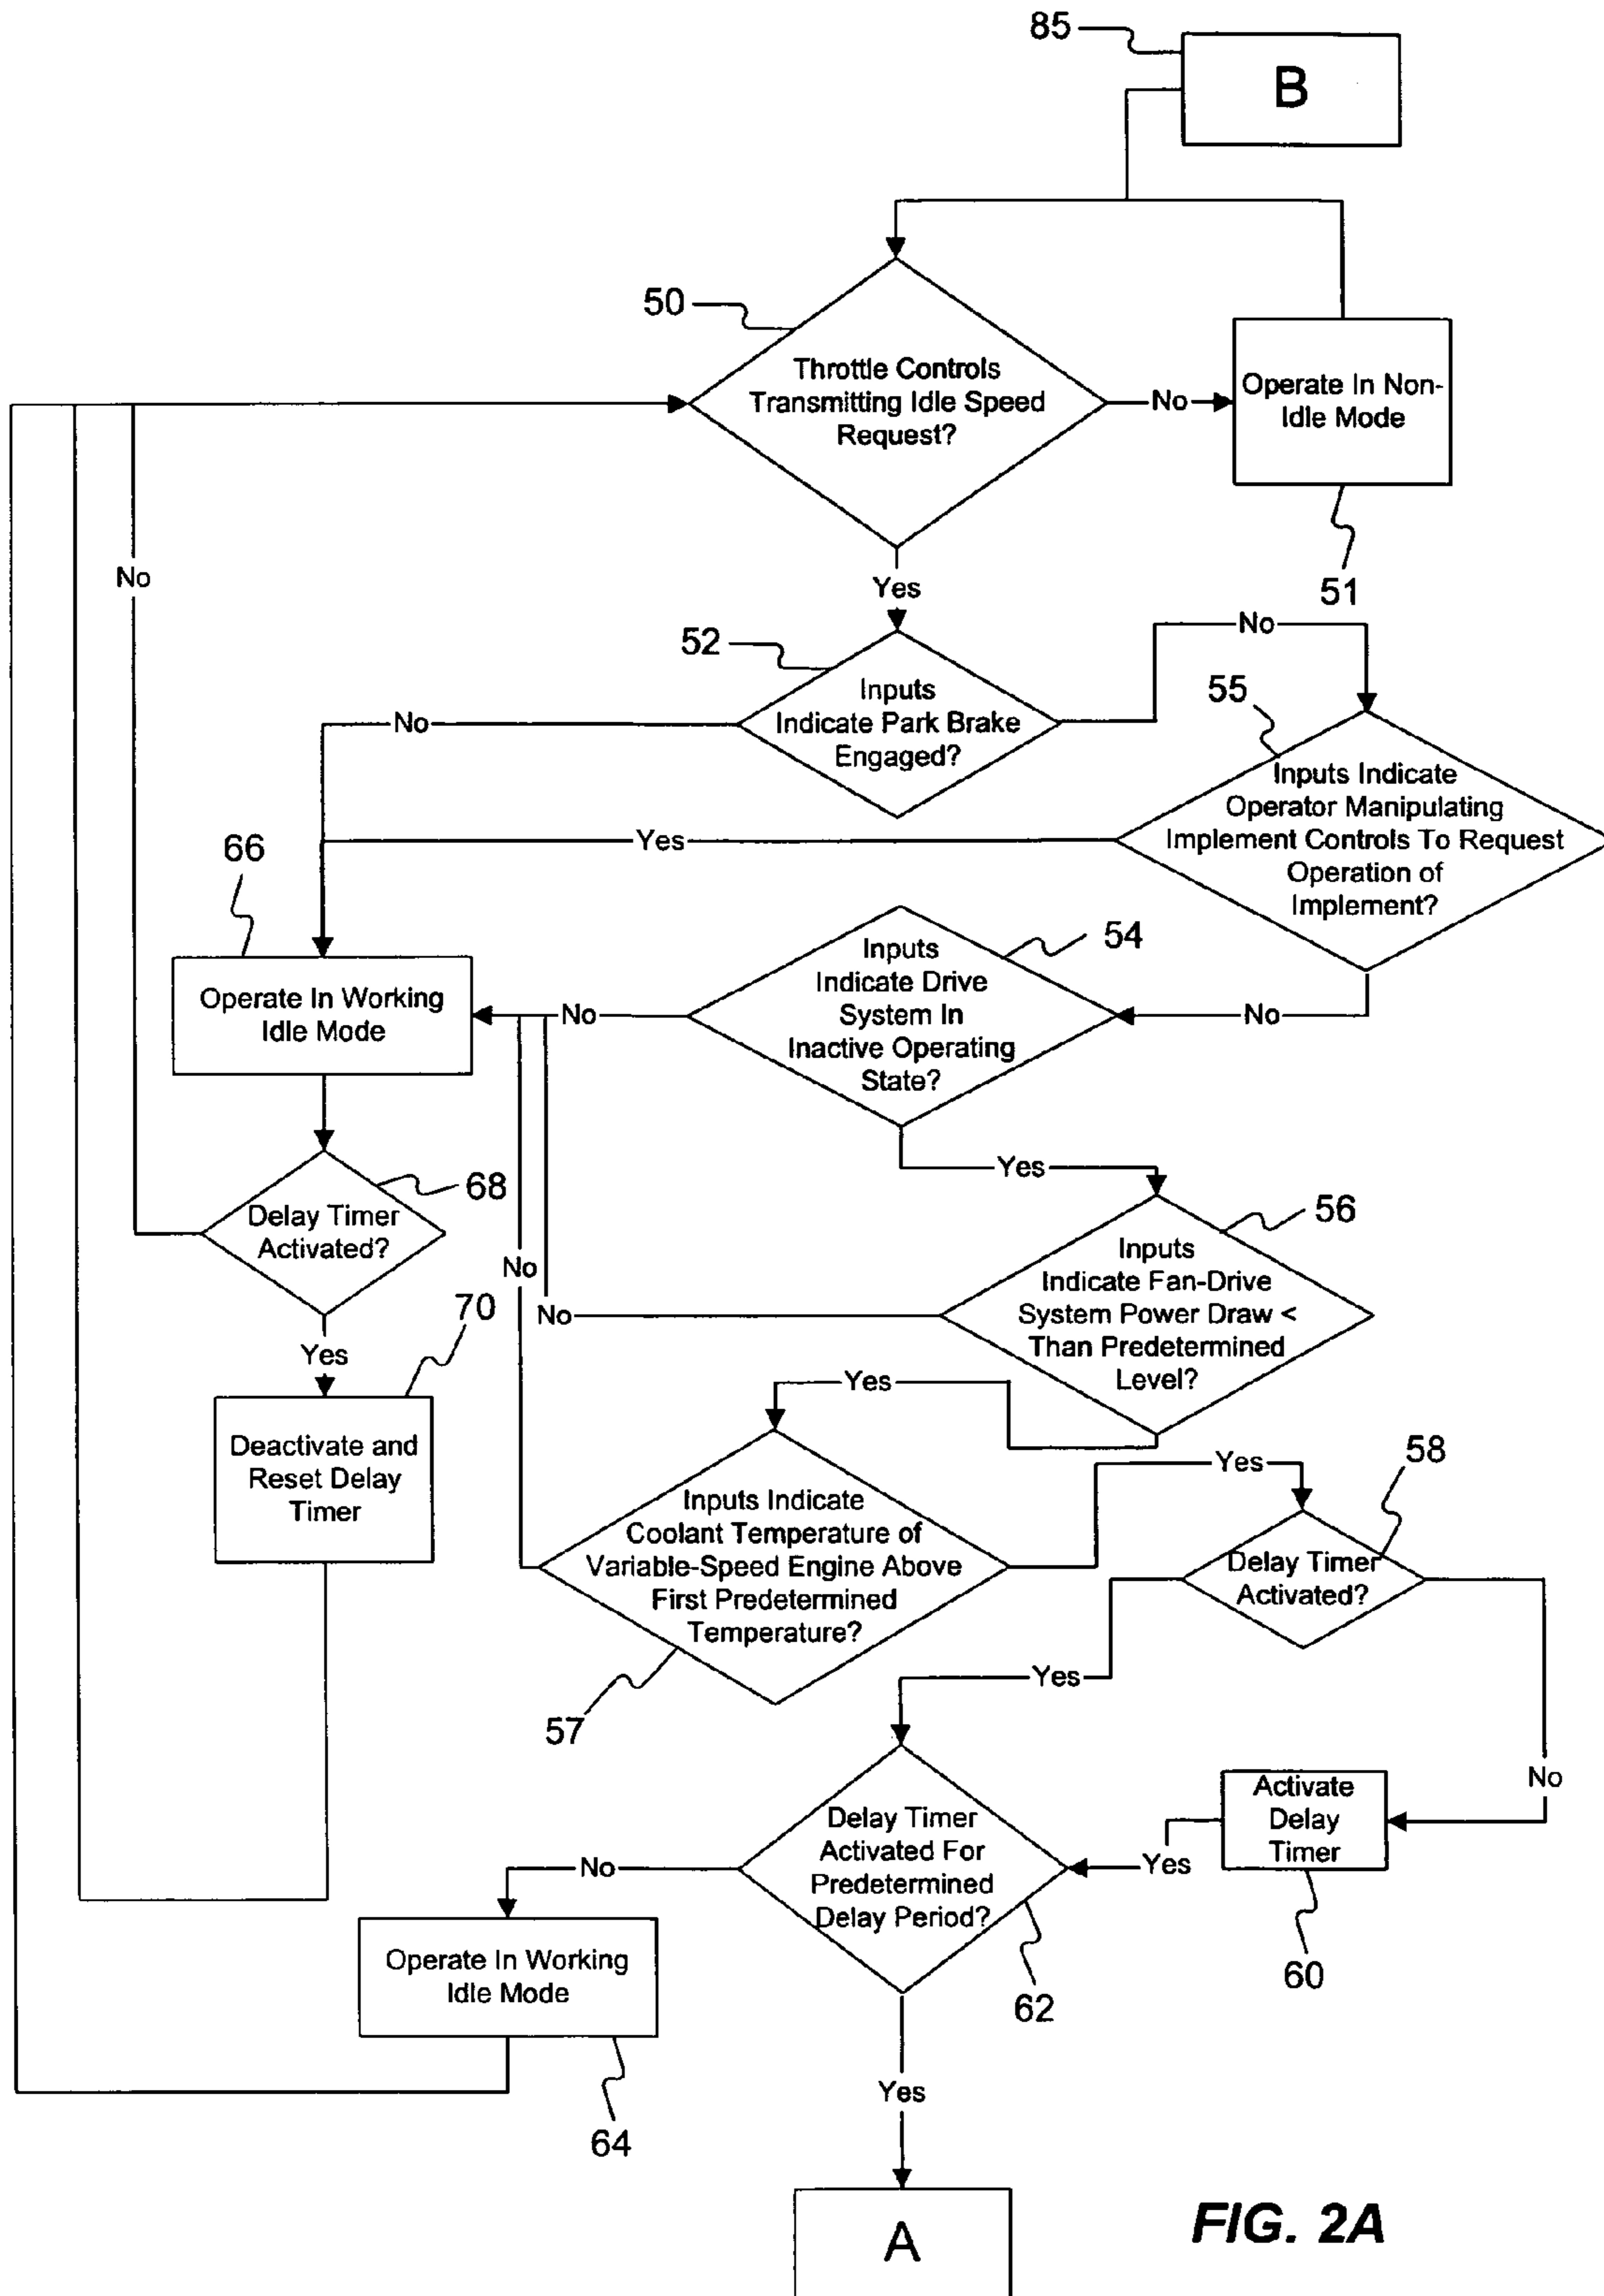 85
B
50
Throttle Controls
Transmitting Idle Speed
Request?
No
Operate In Non-
Idle Mode
51
No
Yes
52
Inputs
Indicate Park Brake
Engaged?
No
No
55
Inputs Indicate
Operator Manipulating
Implement Controls To Request
Operation of
Implement?
Yes
66
Operate In Working
Idle Mode
No
54
Inputs
Indicate Drive
System In
Inactive Operating
State?
No
Yes
68
Delay Timer
Activated?
56
Inputs
Indicate Fan-Drive
System Power Draw <
Than Predetermined
Level?
No
No
Yes
70
Deactivate and
Reset Delay
Timer
Yes
Inputs Indicate
Coolant Temperature of
Variable-Speed Engine Above
First Predetermined
Temperature?
57
Yes
58
Delay Timer
Activated?
Yes
No
Activate
Delay
Timer
60
Yes
Delay Timer
Activated For
Predetermined
Delay Period?
62
No
Operate In Working
Idle Mode
64
Yes
A
FIG. 2A